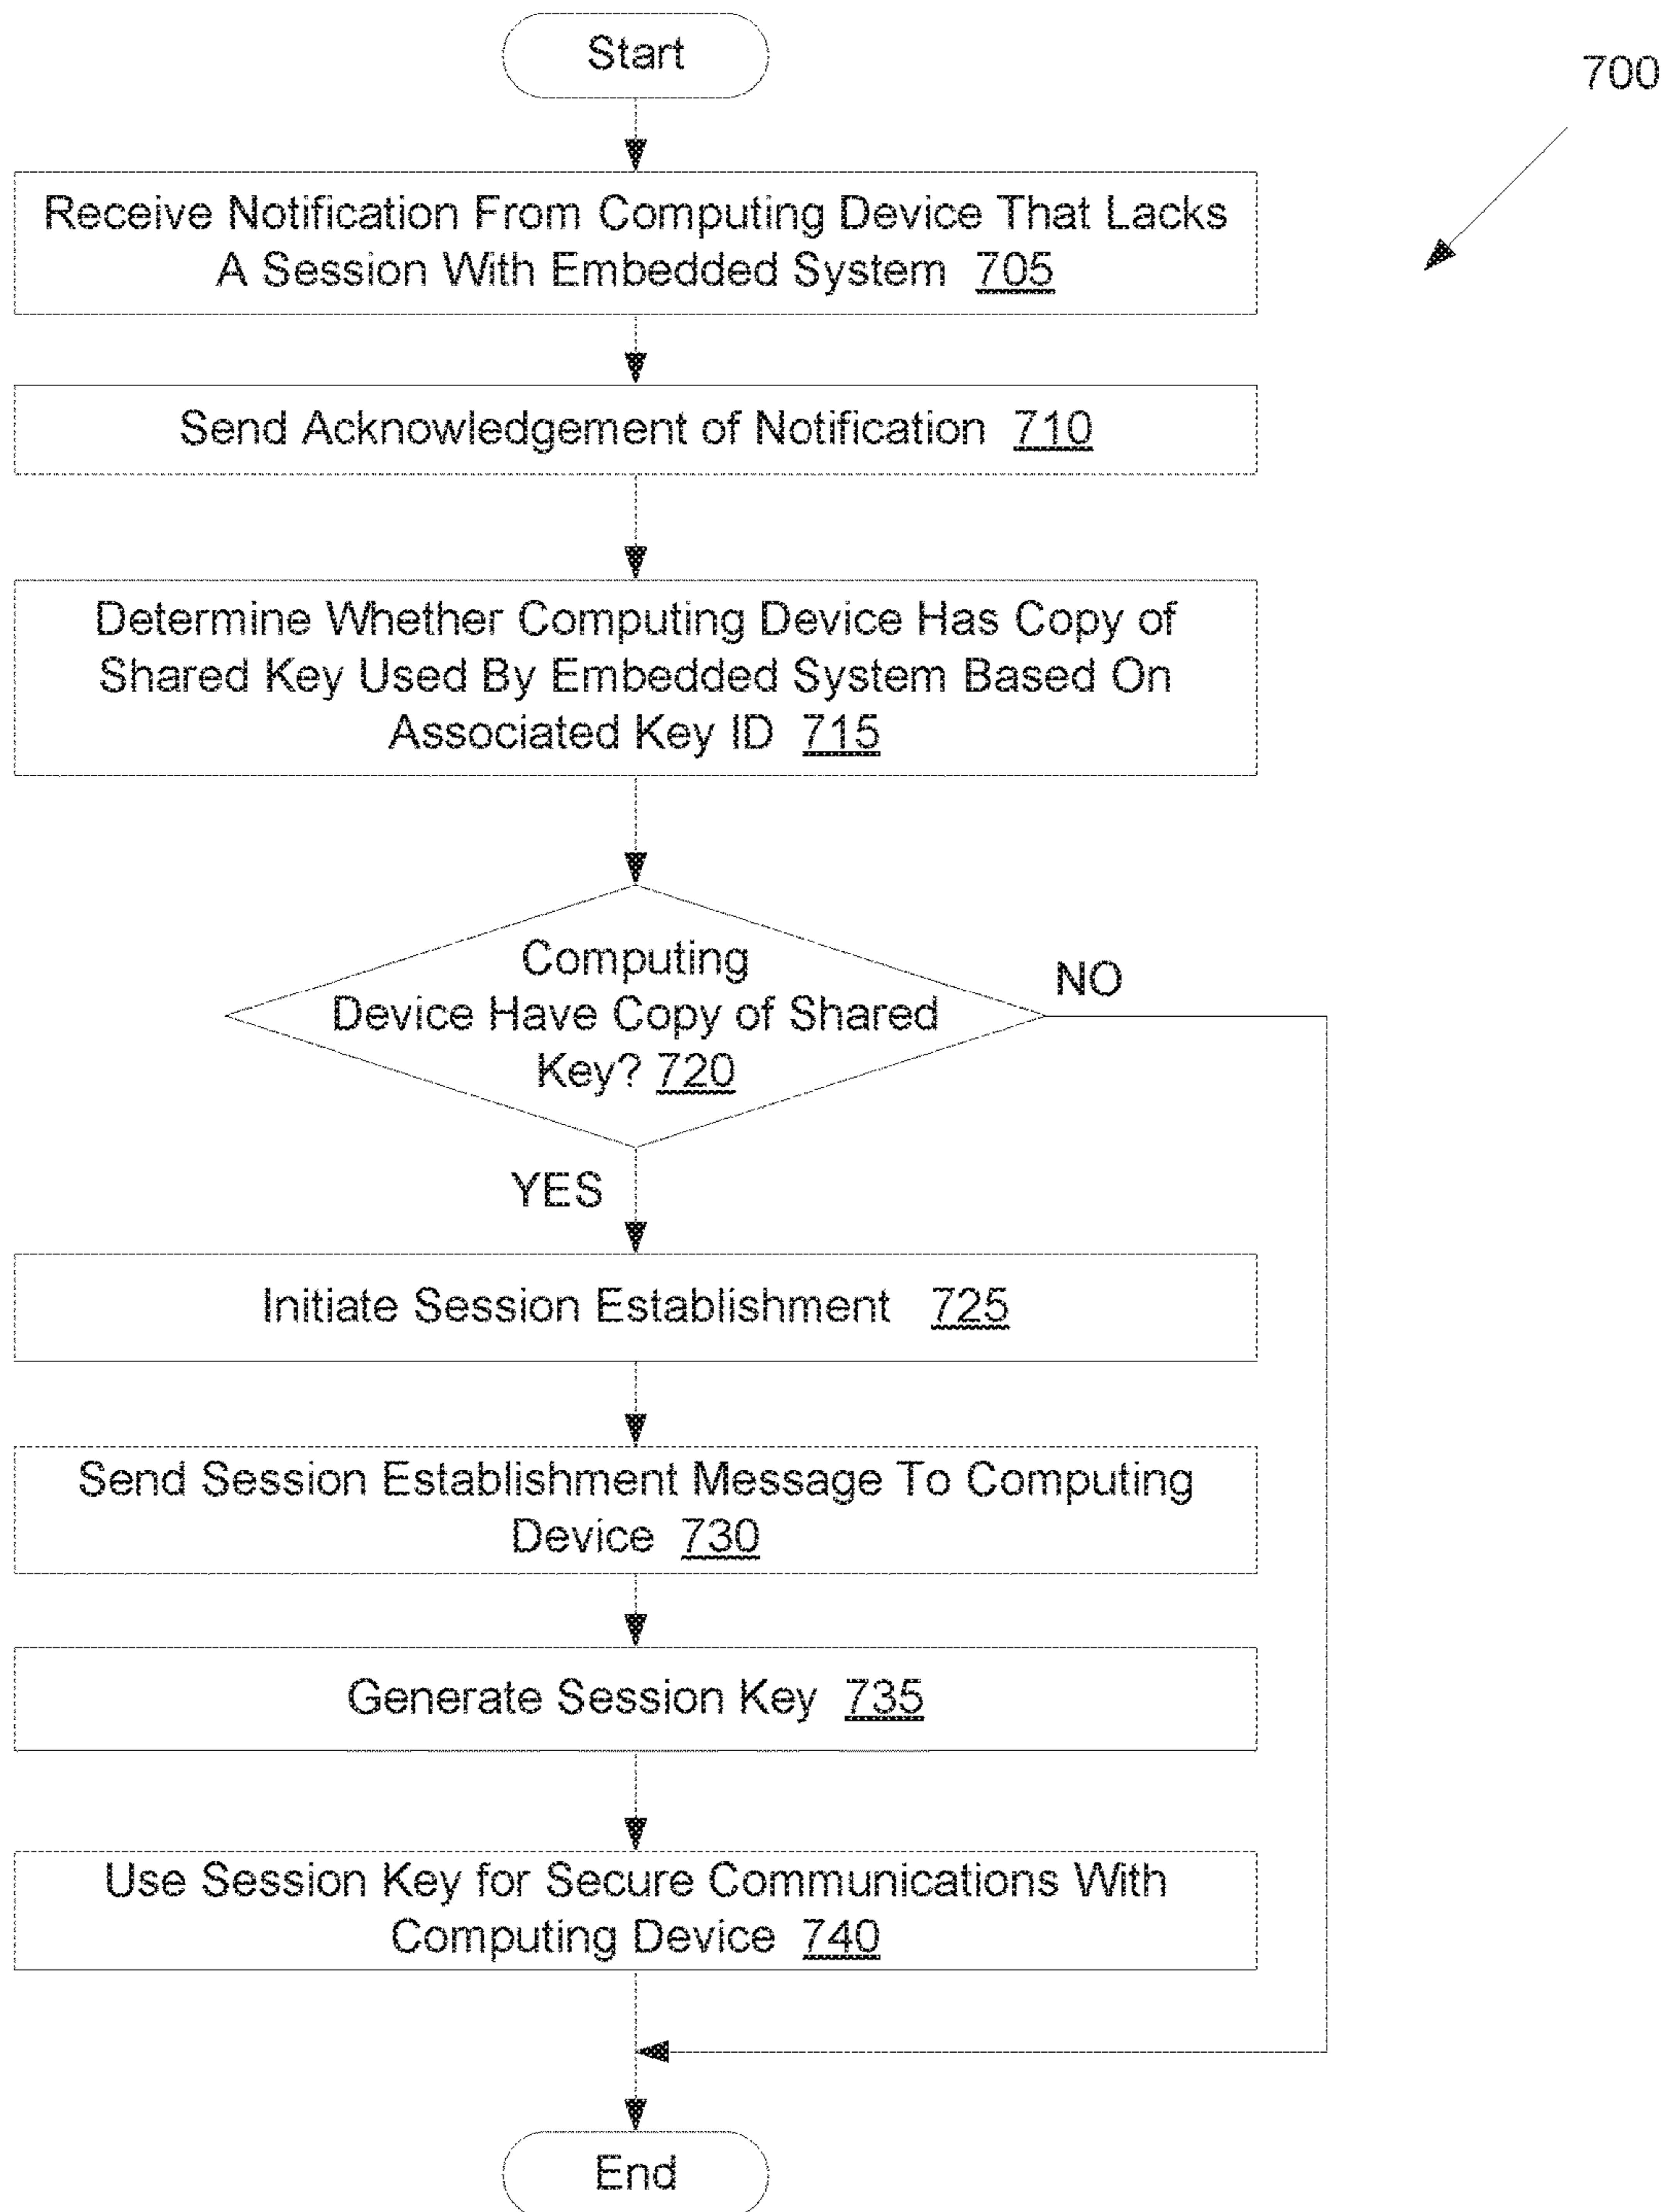 Start
700
Receive Notification From Computing Device That Lacks
A Session With Embedded System 705
Send Acknowledgement of Notification 710
Determine Whether Computing Device Has Copy of
Shared Key Used By Embedded System Based On
Associated Key ID 715
Computing
Device Have Copy of Shared
Key? 720
NO
YES
Initiate Session Establishment 725
Send Session Establishment Message To Computing
Device 730
Generate Session Key 735
Use Session Key for Secure Communications With
Computing Device 740
End